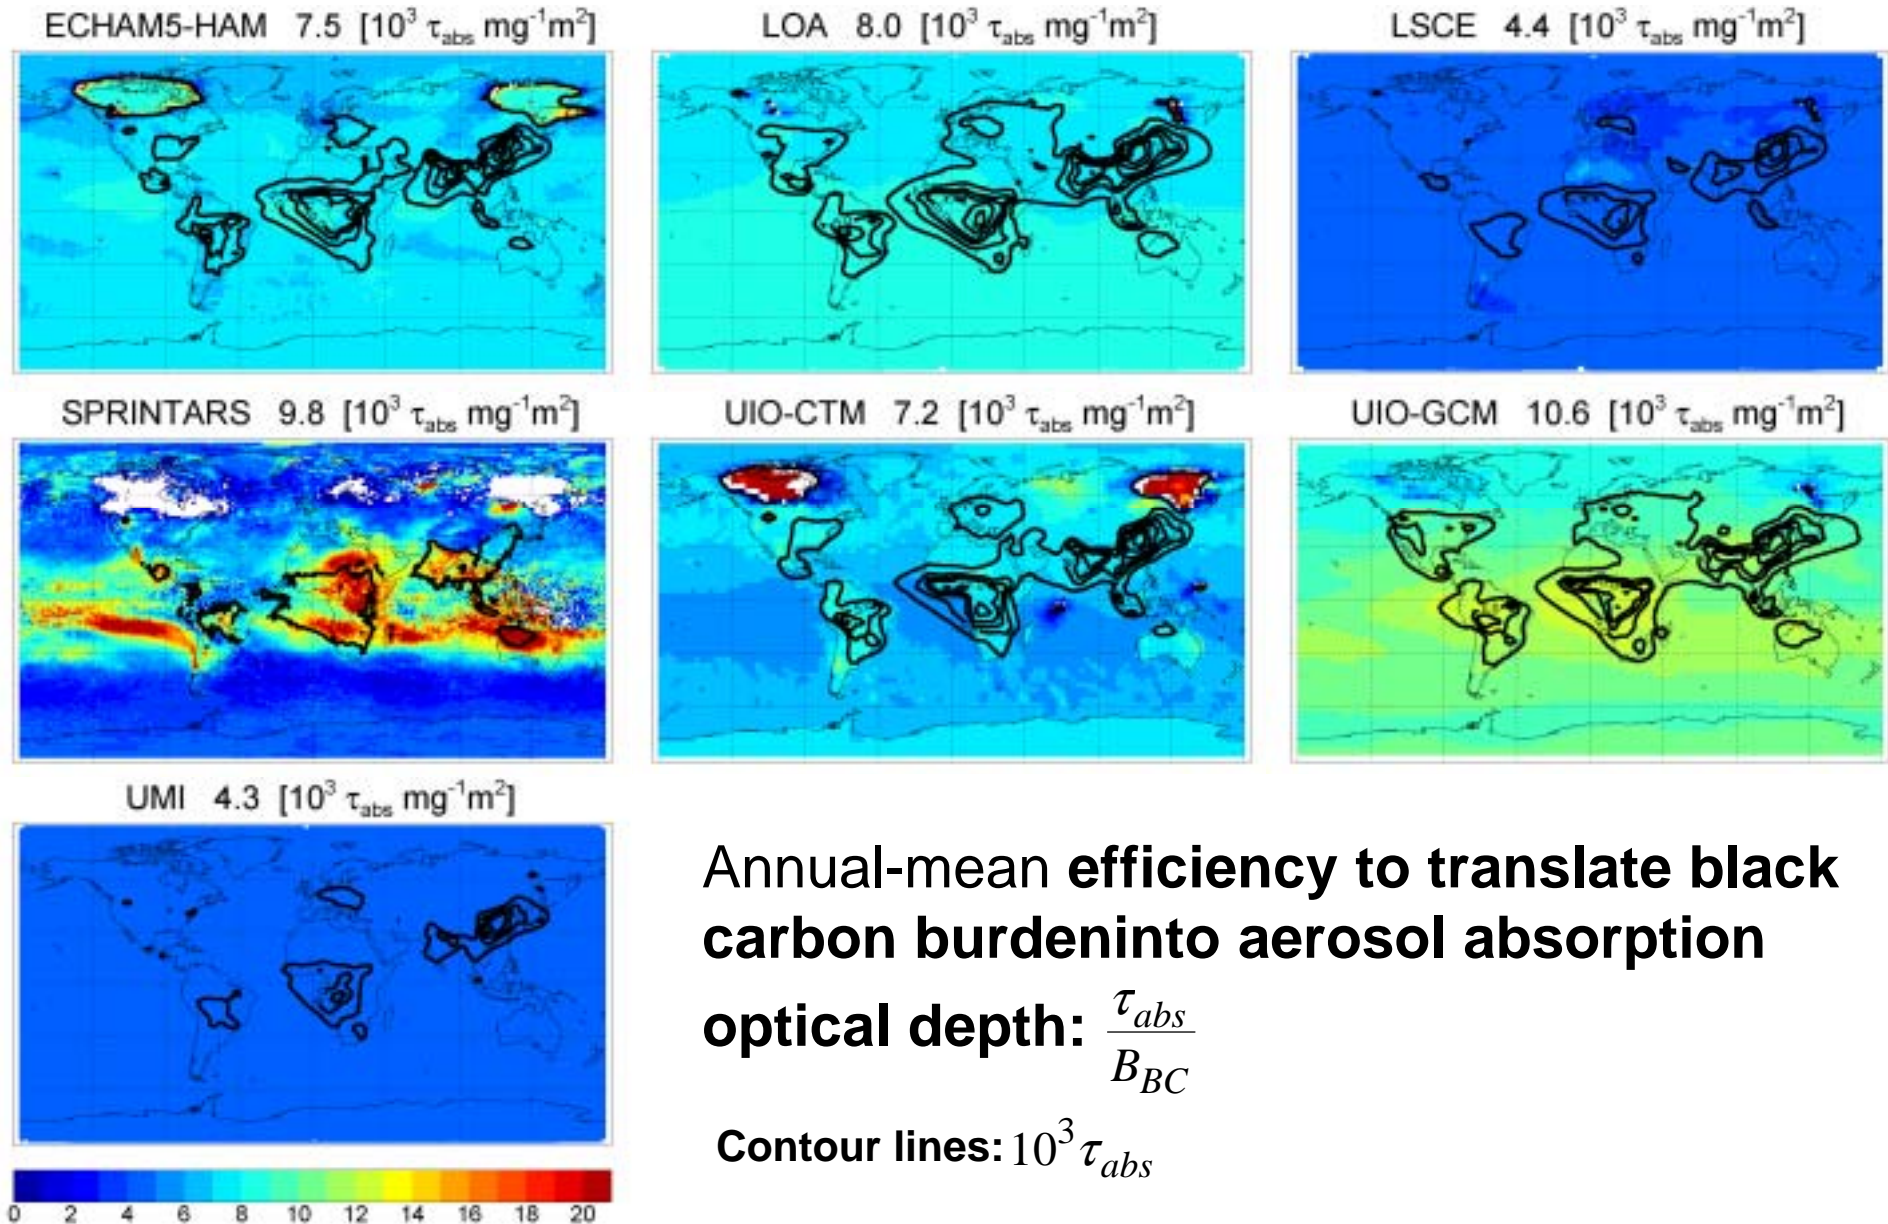 ECHAM5-HAM 7.5 [10³ τabs mg⁻¹m²]
LOA 8.0 [10³ τabs mg⁻¹m²]
LSCE 4.4 [10³ τabs mg⁻¹m²]
SPRINTARS 9.8 [10³ τabs mg⁻¹m²]
UIO-CTM 7.2 [10³ τabs mg⁻¹m²]
UIO-GCM 10.6 [10³ τabs mg⁻¹m²]
UMI 4.3 [10³ τabs mg⁻¹m²]
0 2 4 6 8 10 12 14 16 18 20
Annual-mean efficiency to translate black
carbon burdeninto aerosol absorption
optical depth: τabs/BBC
Contour lines: 10³ τabs